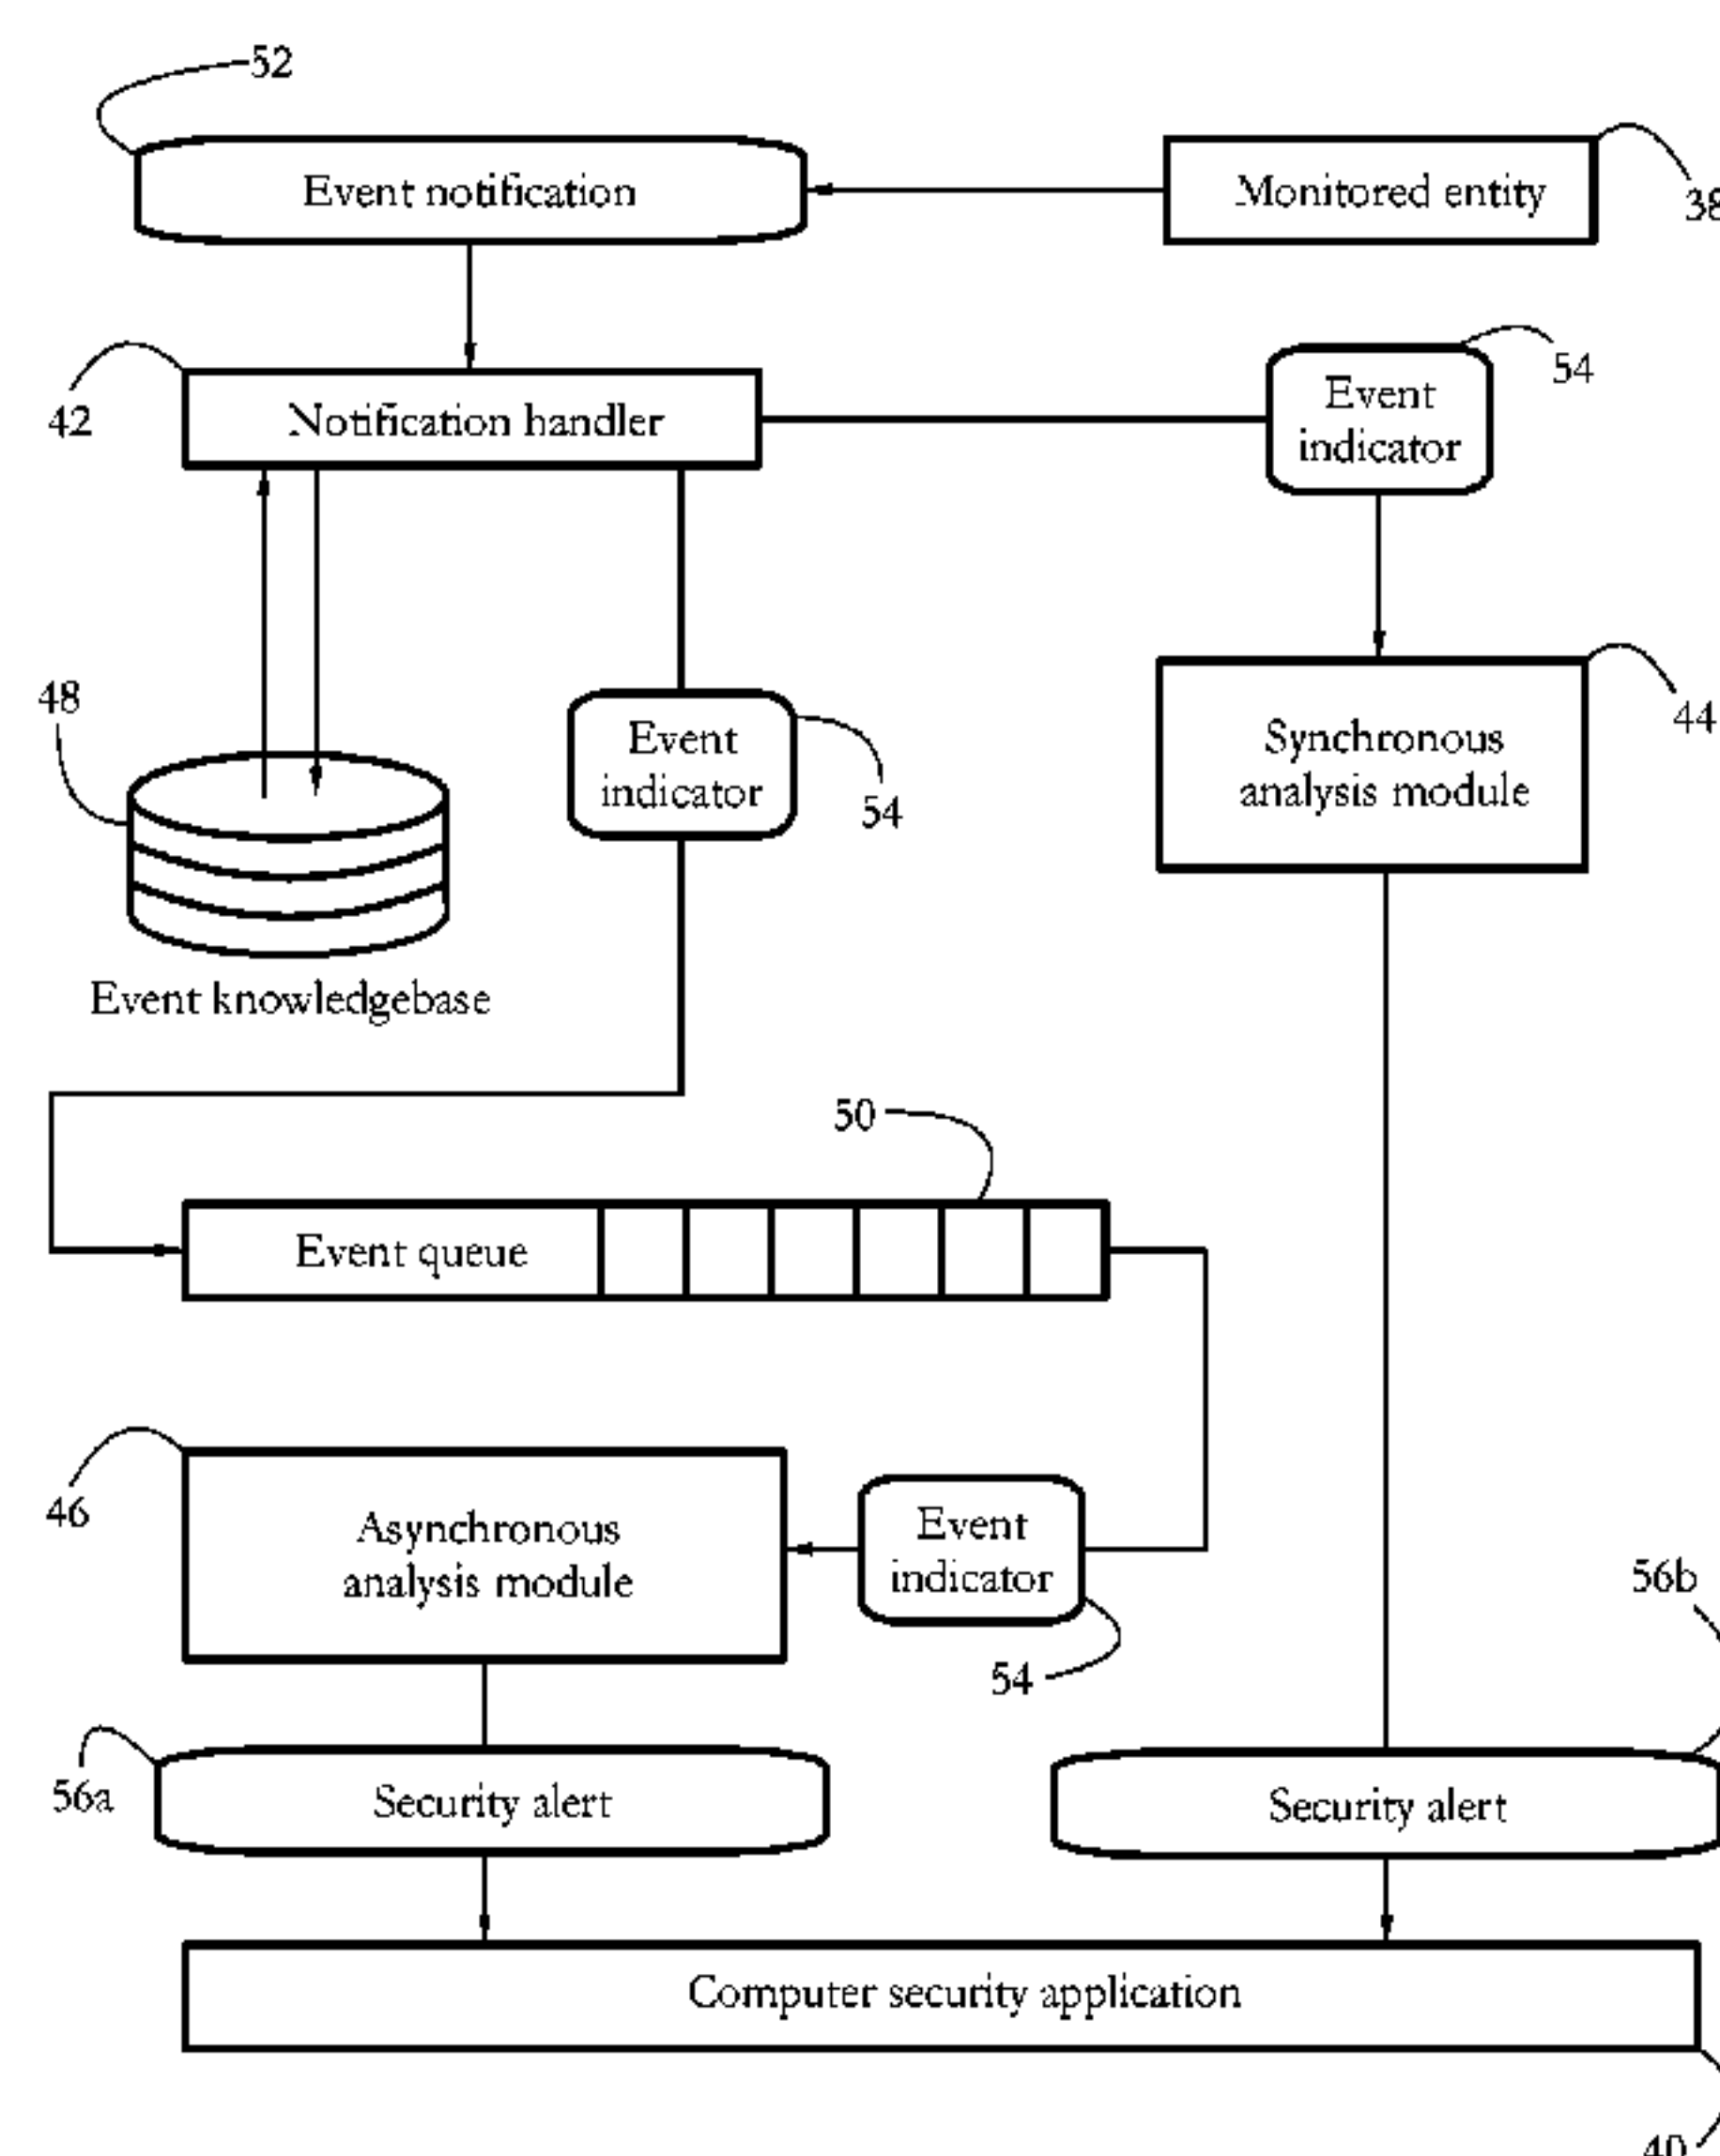 52
Event notification
Monitored entity
38
54
Event
indicator
42
Notification handler
48
Event
indicator
54
44
Synchronous
analysis module
Event knowledgebase
50
Event queue
46
Asynchronous
analysis module
Event
indicator
54
56b
56a
Security alert
Security alert
Computer security application
40